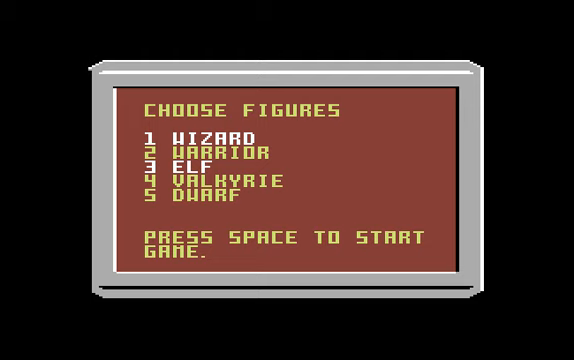 CHOOSE FIGURES
1 WIZARD
2 WARRIOR
3 ELF
4 VALKYRIE
5 DWARF
PRESS SPACE TO START
GAME.